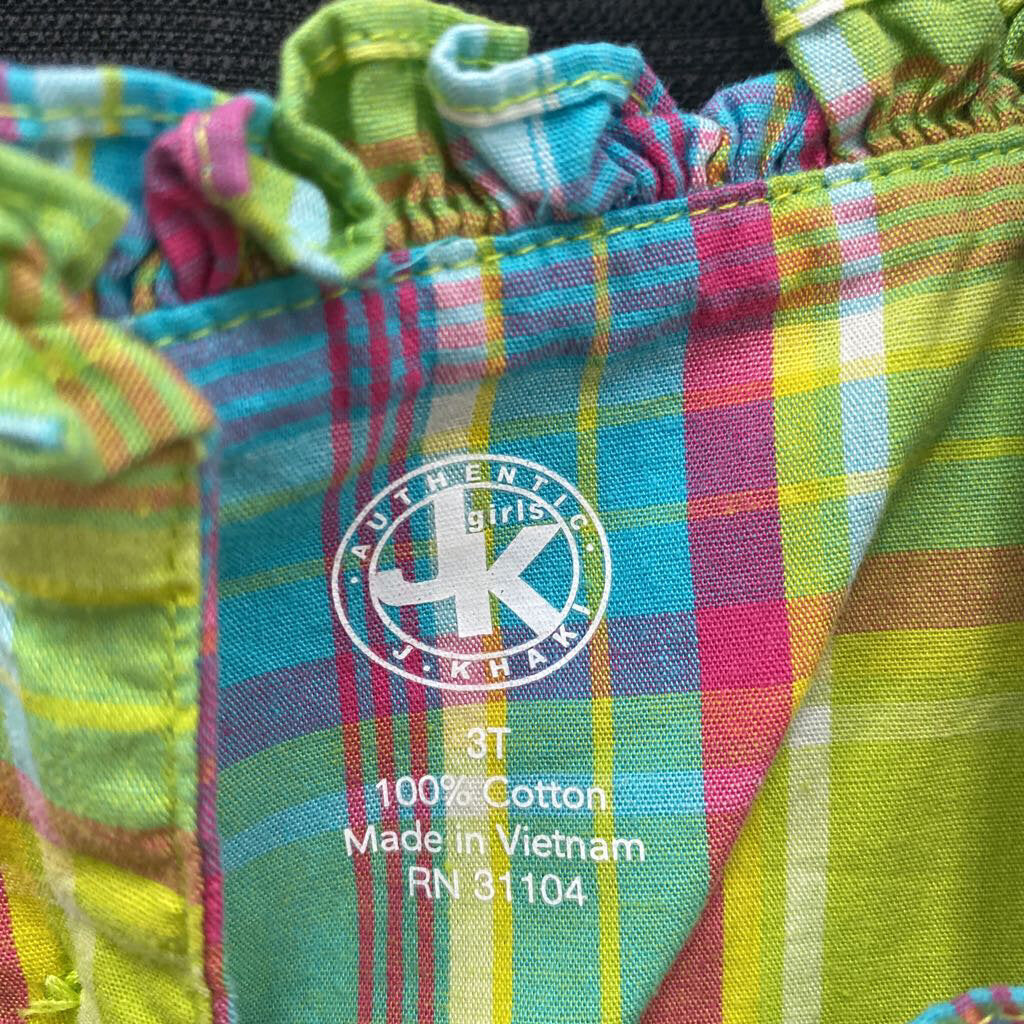 · AUTHENTIC ·
girls
JK
J·KHAKI
3T
100% Cotton
Made in Vietnam
RN 31104